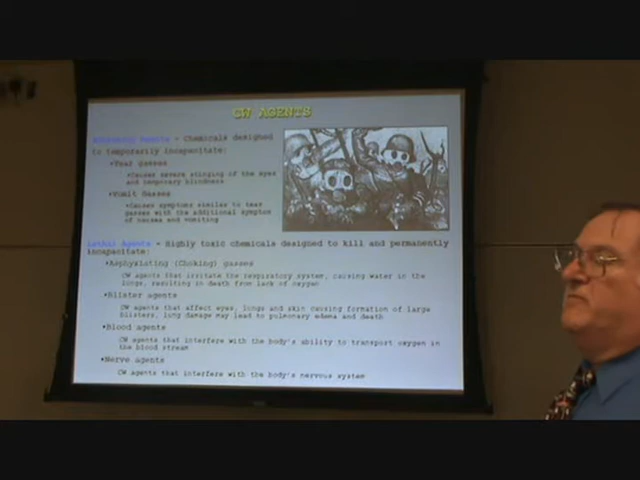 CW AGENTS
Agents - Chemicals designed
to temporarily incapacitate:
•Tear gasses
•Causes severe stinging of the eyes
and temporary blindness
•Vomit Gasses
•Causes symptoms similar to tear
gasses with the additional symptom
of nausea and vomiting
Lethal Agents - Highly toxic chemicals designed to kill and permanently
incapacitate:
•Asphyxiating (Choking) gasses
CW agents that irritate the respiratory system, causing water in the
lungs, resulting in death from lack of oxygen
•Blister agents
CW agents that affect eyes, lungs and skin causing formation of large
blisters, lung damage may lead to pulmonary edema and death
•Blood agents
CW agents that interfere with the body's ability to transport oxygen in
the blood stream
•Nerve agents
CW agents that interfere with the body's nervous system